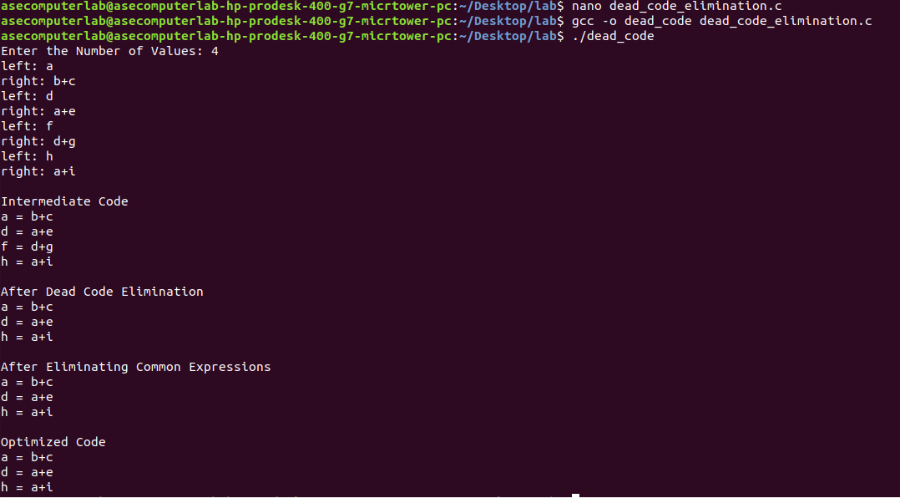 asecomputerlab@asecomputerlab-hp-prodesk-400-g7-micrtower-pc:~/Desktop/lab$ nano dead_code_elimination.c
asecomputerlab@asecomputerlab-hp-prodesk-400-g7-micrtower-pc:~/Desktop/lab$ gcc -o dead_code dead_code_elimination.c
asecomputerlab@asecomputerlab-hp-prodesk-400-g7-micrtower-pc:~/Desktop/lab$ ./dead_code
Enter the Number of Values: 4
left: a
right: b+c
left: d
right: a+e
left: f
right: d+g
left: h
right: a+i

Intermediate Code
a = b+c
d = a+e
f = d+g
h = a+i

After Dead Code Elimination
a = b+c
d = a+e
h = a+i

After Eliminating Common Expressions
a = b+c
d = a+e
h = a+i

Optimized Code
a = b+c
d = a+e
h = a+i